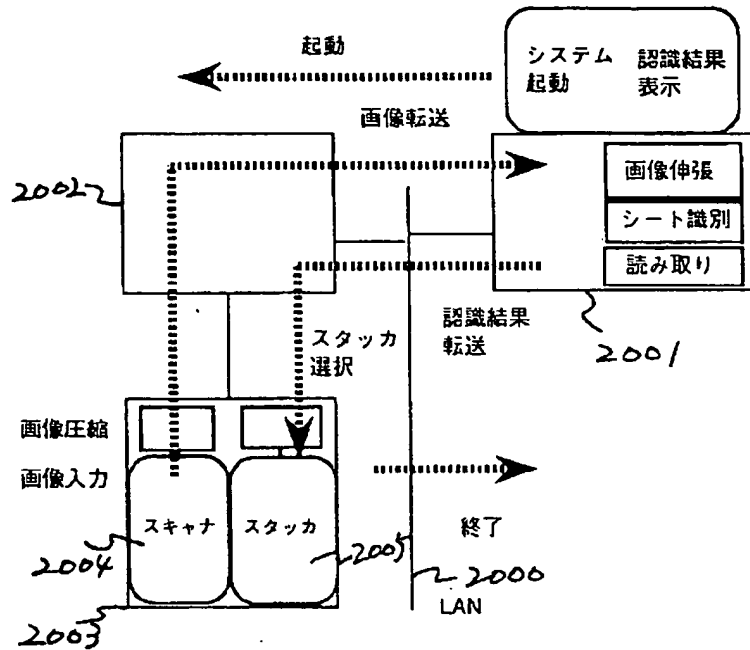 起動
システム 認識結果
起動 表示
画像転送
2002
画像伸張
シート識別
読み取り
認識結果
転送
2001
スタッカ
選択
画像圧縮
画像入力
スキャナ
スタッカ
2004
2005
終了
2000
LAN
2003